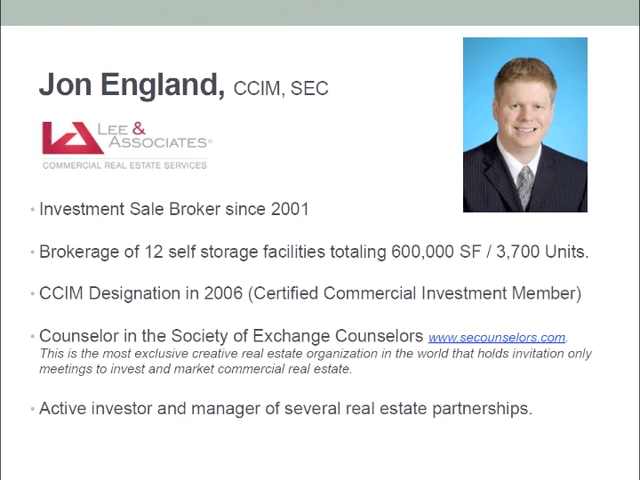 Jon England, CCIM, SEC
LEE &
ASSOCIATES
COMMERCIAL REAL ESTATE SERVICES
• Investment Sale Broker since 2001
• Brokerage of 12 self storage facilities totaling 600,000 SF / 3,700 Units.
• CCIM Designation in 2006 (Certified Commercial Investment Member)
• Counselor in the Society of Exchange Counselors www.secounselors.com.
This is the most exclusive creative real estate organization in the world that holds invitation only
meetings to invest and market commercial real estate.
• Active investor and manager of several real estate partnerships.